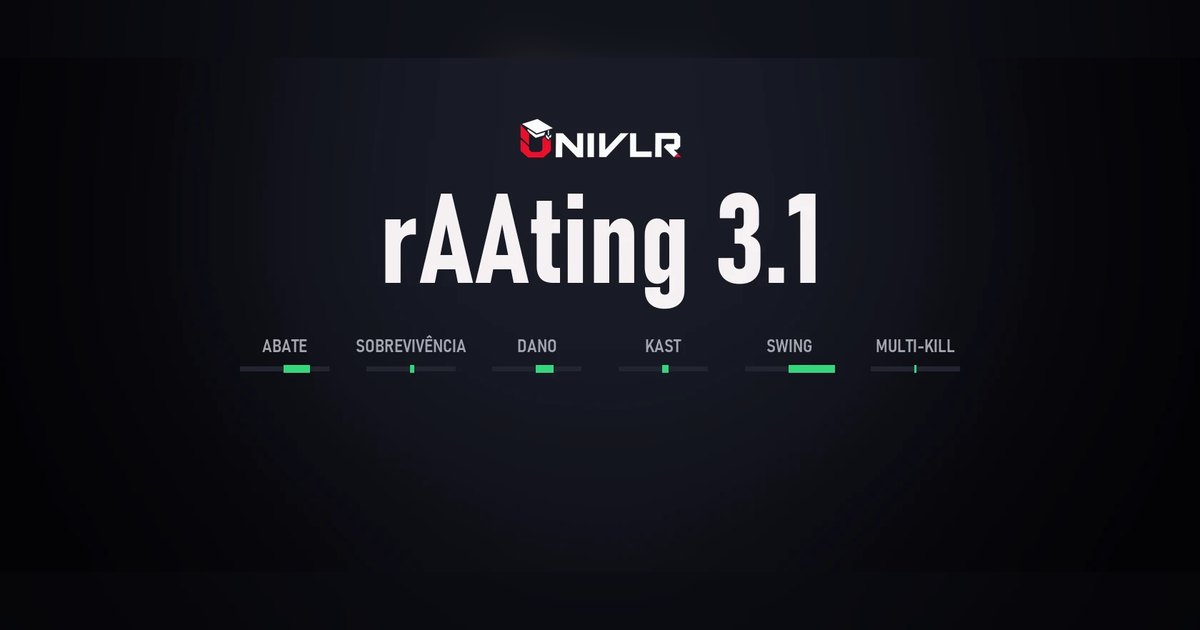 UNIVLR
rAAting 3.1
ABATE SOBREVIVÊNCIA DANO KAST SWING MULTI-KILL